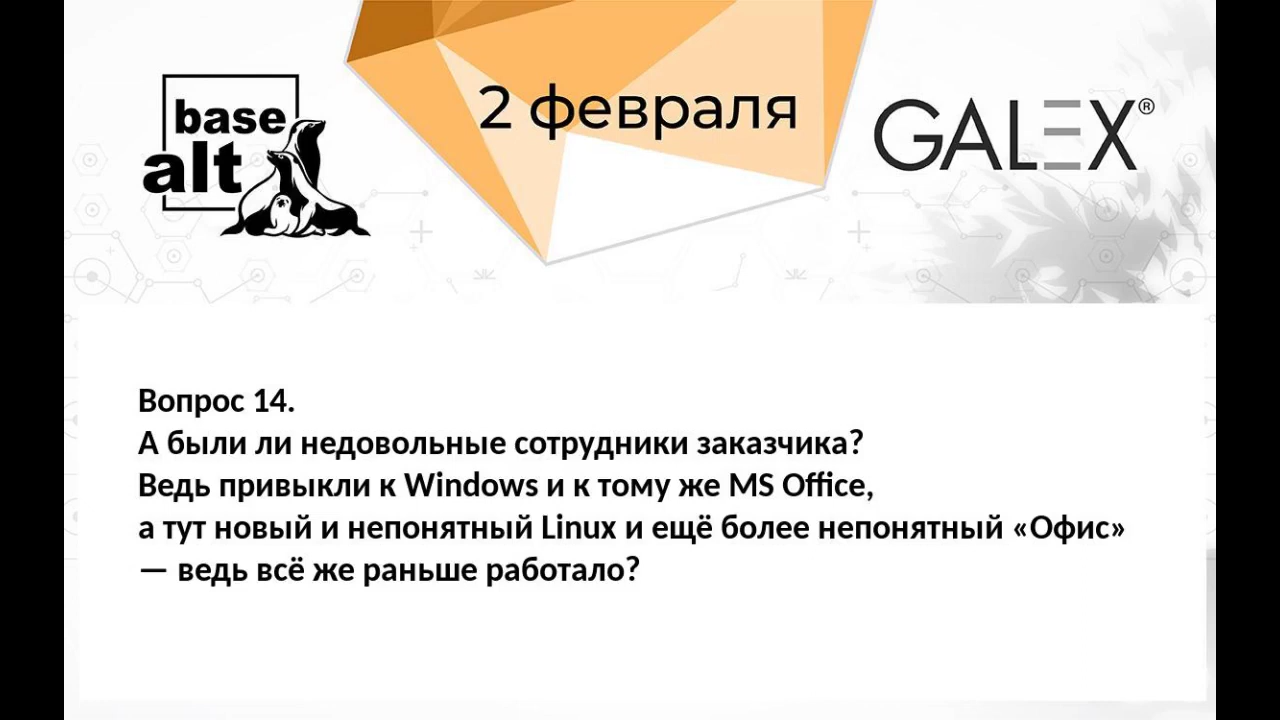 base
alt
2 февраля
GALEX®
Вопрос 14.
А были ли недовольные сотрудники заказчика?
Ведь привыкли к Windows и к тому же MS Office,
а тут новый и непонятный Linux и ещё более непонятный «Офис»
— ведь всё же раньше работало?